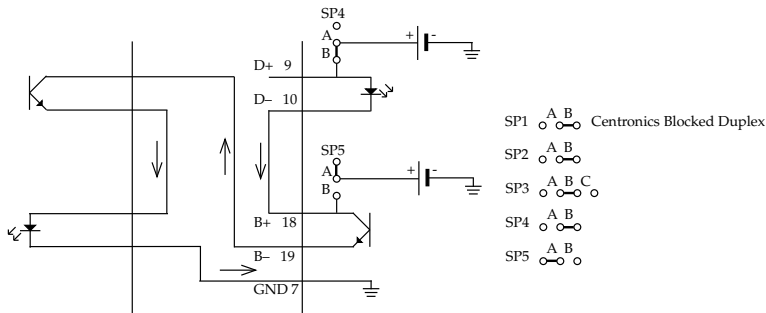 SP4
A
B
+ -
D+ 9
D– 10
SP5
A
B
+ -
B+ 18
B– 19
GND 7
SP1 A B Centronics Blocked Duplex
SP2 A B
SP3 A B C
SP4 A B
SP5 A B